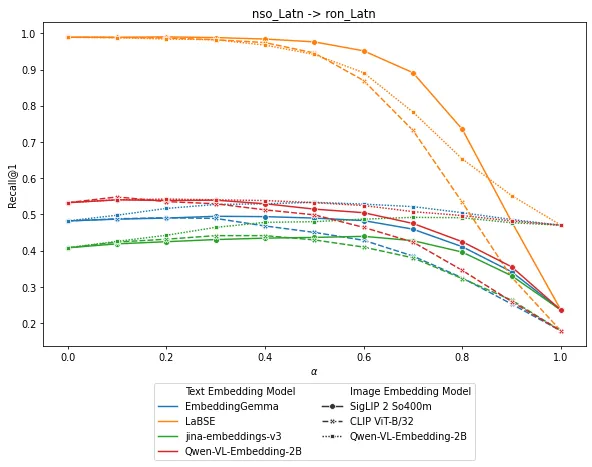 nso_Latn -> ron_Latn
1.0
0.9
0.8
0.7
0.6
0.5
0.4
0.3
0.2
Recall@1
0.0 0.2 0.4 0.6 0.8 1.0
α
Text Embedding Model Image Embedding Model
EmbeddingGemma SigLIP 2 So400m
LaBSE CLIP ViT-B/32
jina-embeddings-v3 Qwen-VL-Embedding-2B
Qwen-VL-Embedding-2B